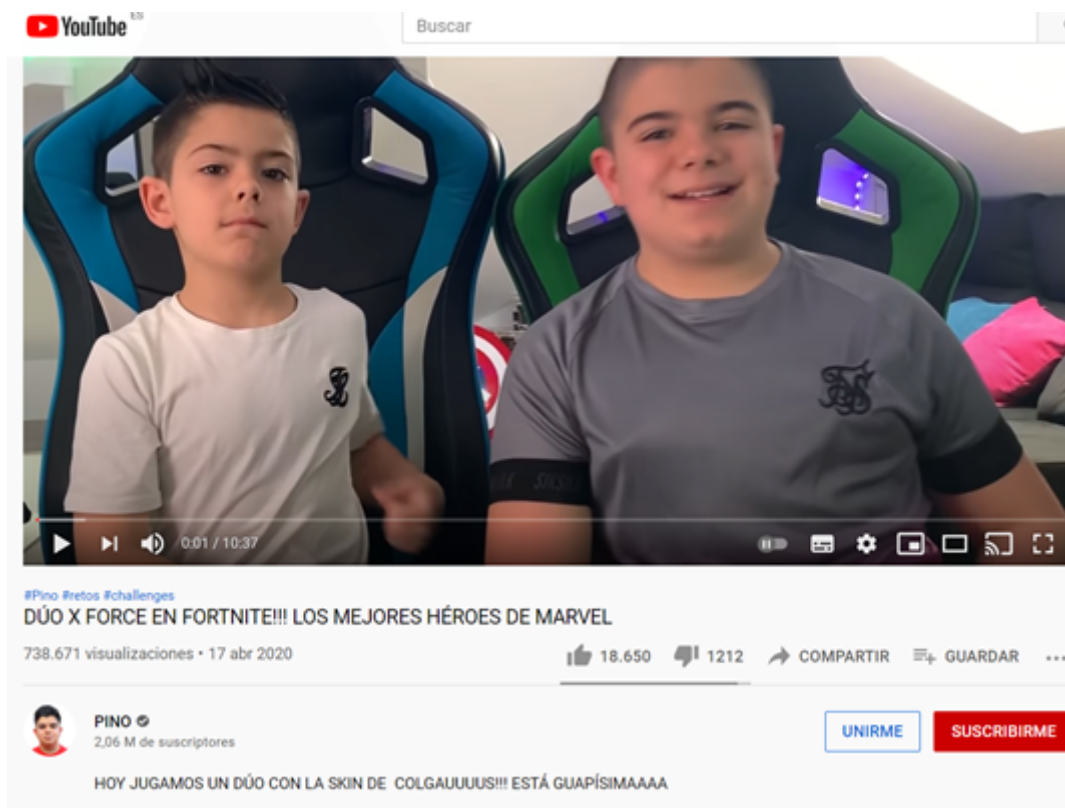 YouTube ES
Buscar
SIKSIL
0:01 / 10:37
#Pino #retos #challenges
DÚO X FORCE EN FORTNITE!!! LOS MEJORES HÉROES DE MARVEL
738.671 visualizaciones • 17 abr 2020
18.650 1212 COMPARTIR GUARDAR
PINO
2,06 M de suscriptores
UNIRME SUSCRIBIRME
HOY JUGAMOS UN DÚO CON LA SKIN DE COLGAUUUUS!!! ESTÁ GUAPÍSIMAAAA